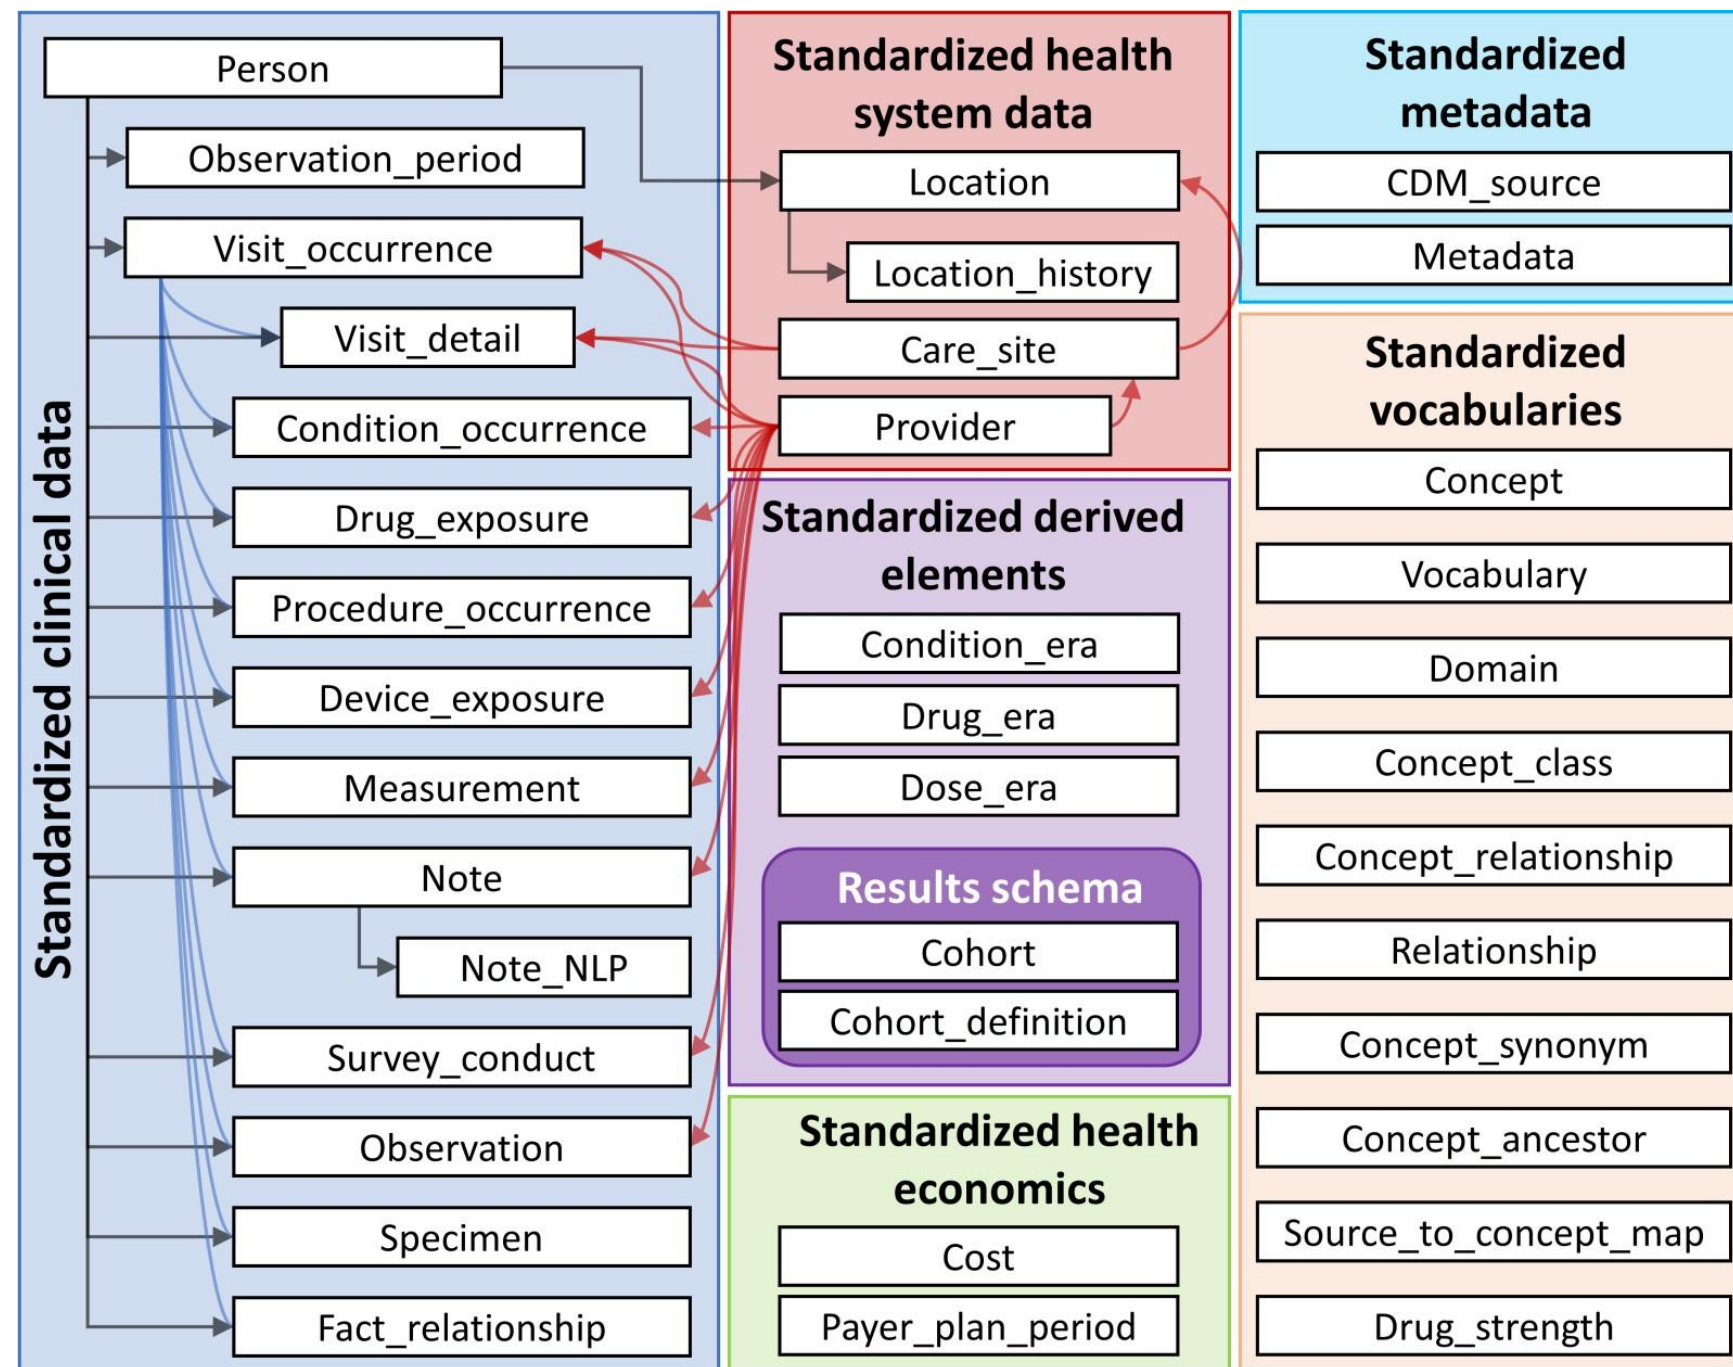 Standardized clinical data
Person
Observation_period
Visit_occurrence
Visit_detail
Condition_occurrence
Drug_exposure
Procedure_occurrence
Device_exposure
Measurement
Note
Note_NLP
Survey_conduct
Observation
Specimen
Fact_relationship
Standardized health
system data
Location
Location_history
Care_site
Provider
Standardized derived
elements
Condition_era
Drug_era
Dose_era
Results schema
Cohort
Cohort_definition
Standardized health
economics
Cost
Payer_plan_period
Standardized
metadata
CDM_source
Metadata
Standardized
vocabularies
Concept
Vocabulary
Domain
Concept_class
Concept_relationship
Relationship
Concept_synonym
Concept_ancestor
Source_to_concept_map
Drug_strength